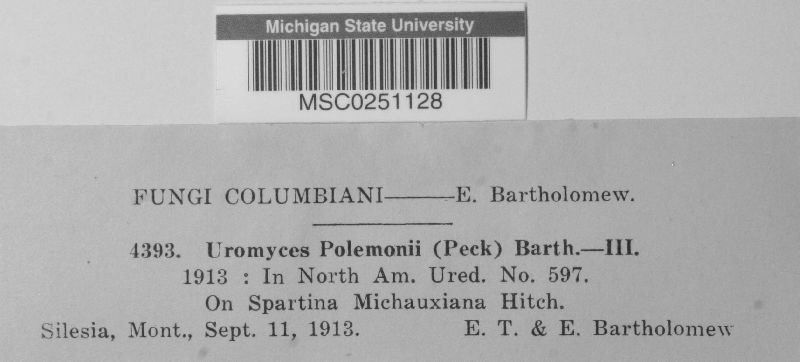 Michigan State University
MSC0251128
FUNGI COLUMBIANI———E. Bartholomew.
4393. Uromyces Polemonii (Peck) Barth.—III.
1913 : In North Am. Ured. No. 597.
On Spartina Michauxiana Hitch.
Silesia, Mont., Sept. 11, 1913. E. T. & E. Bartholomew